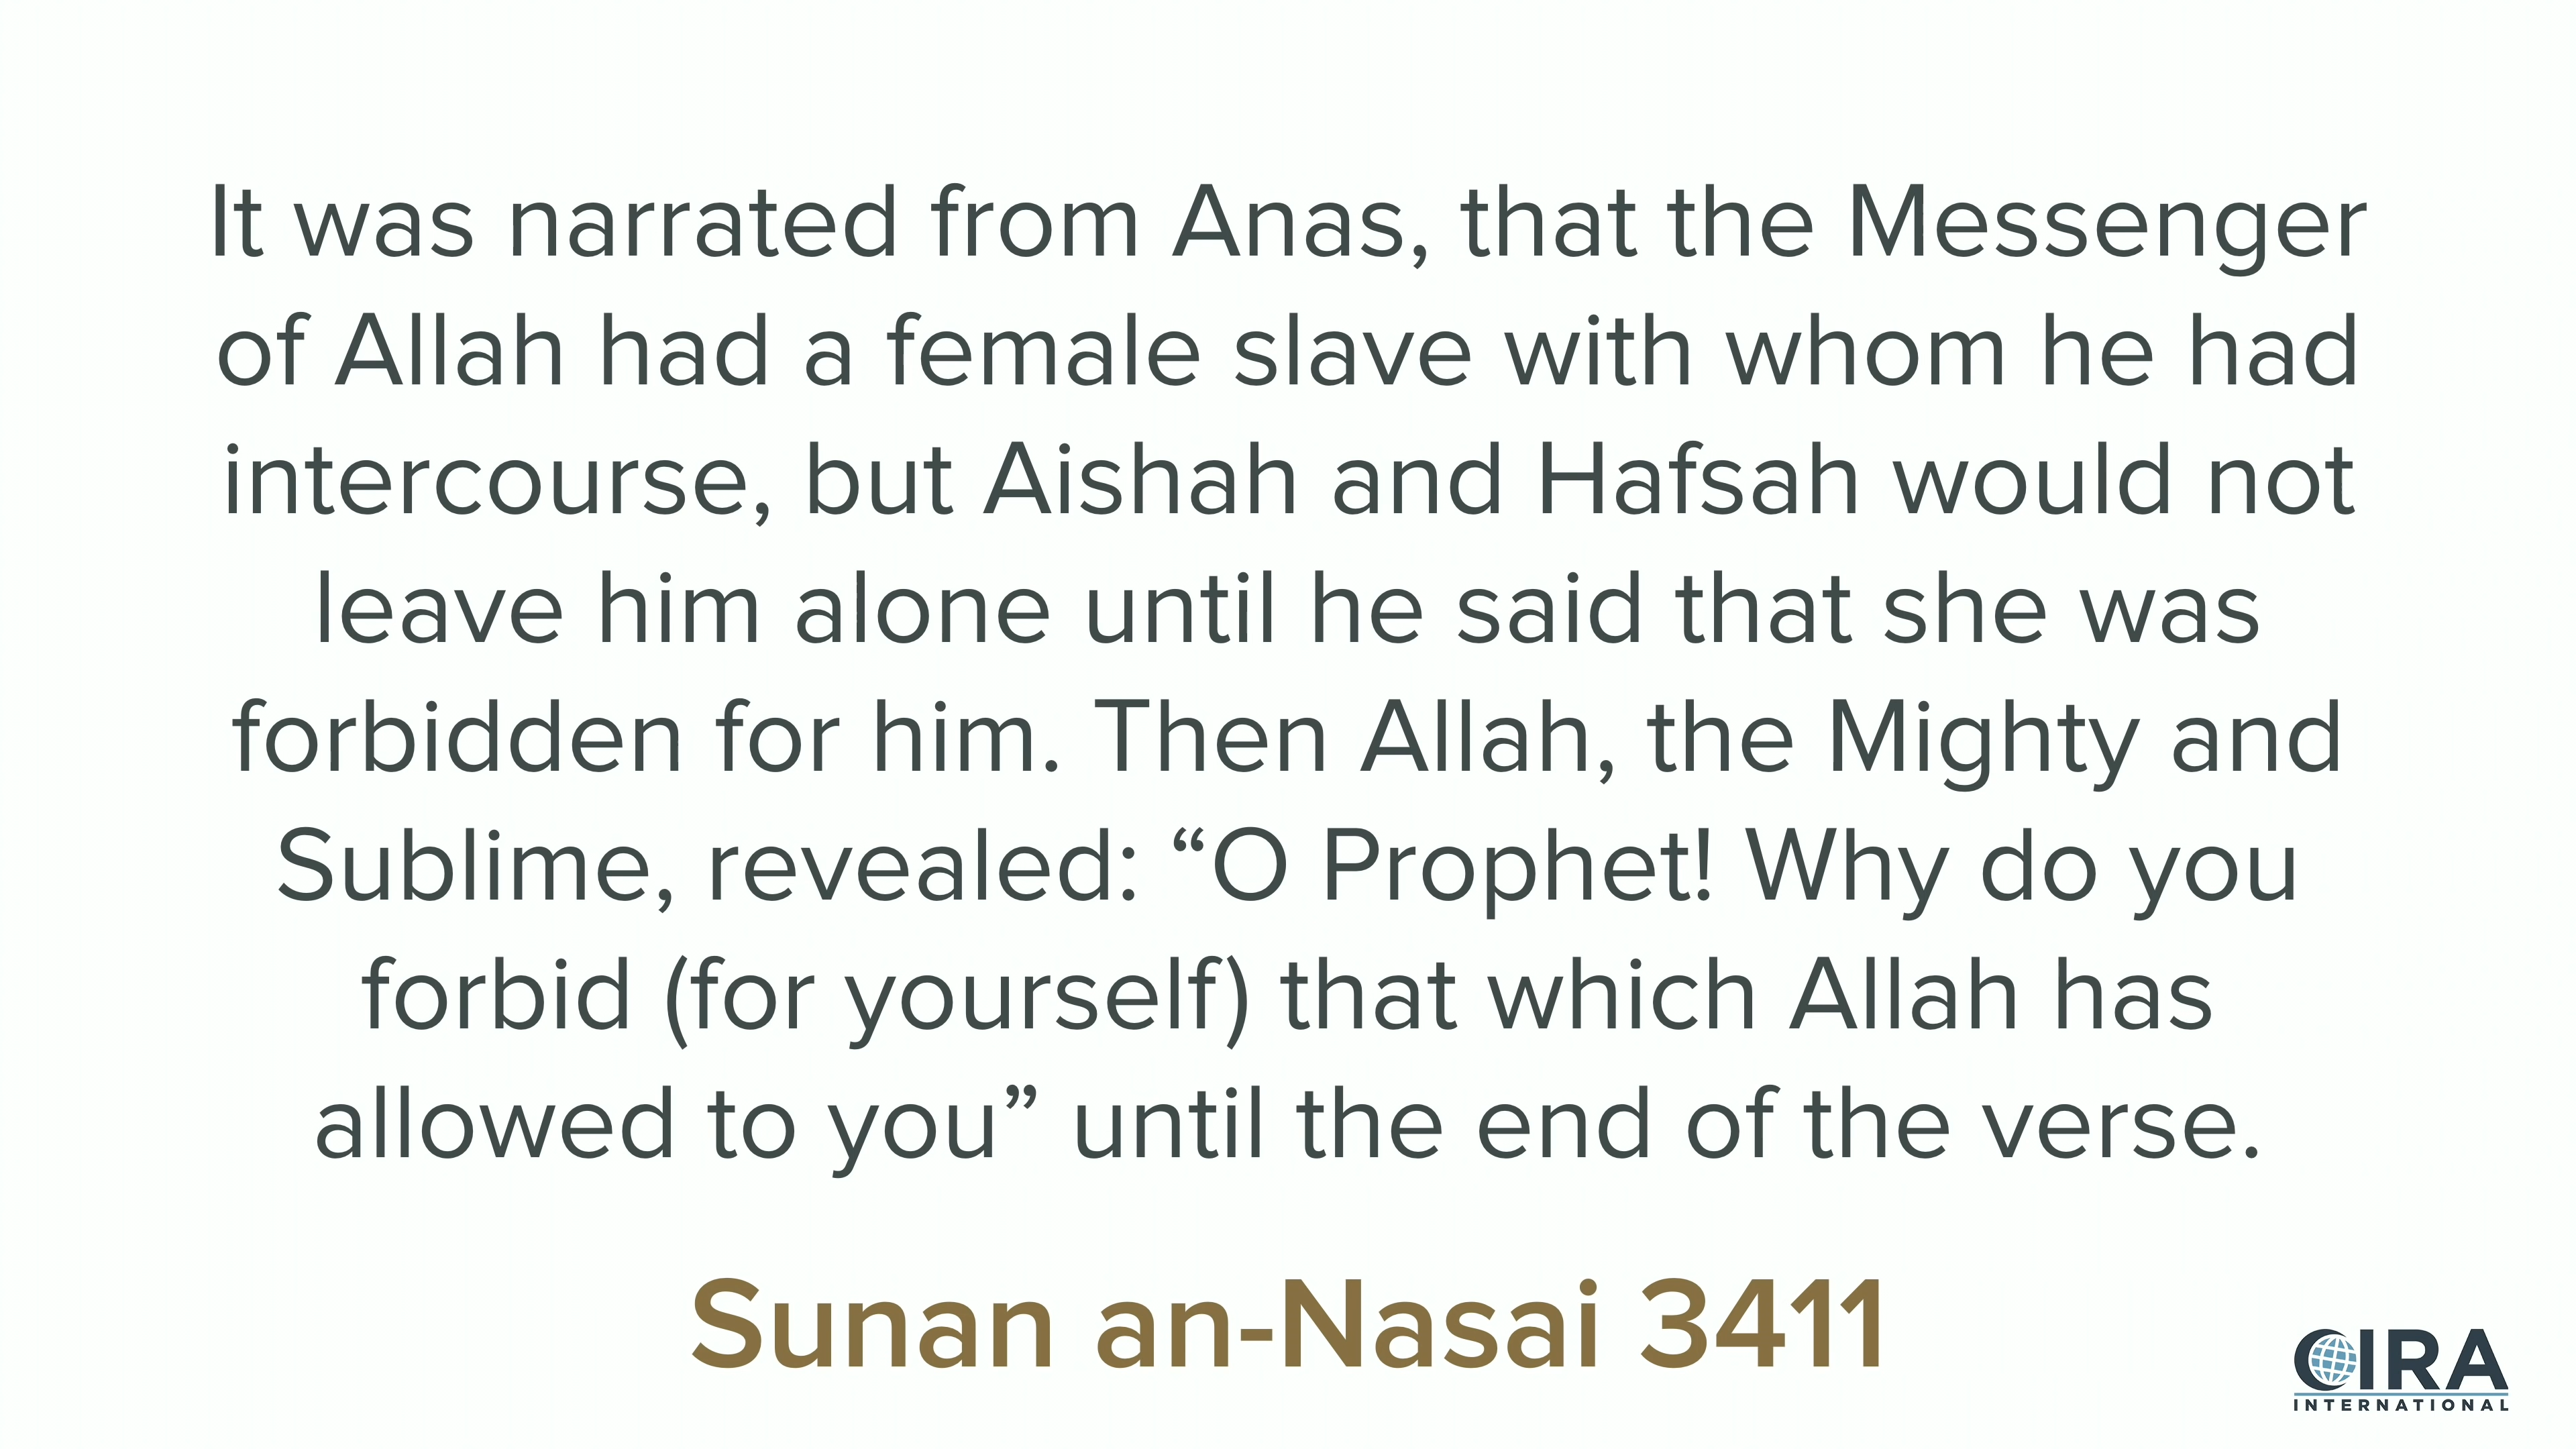 It was narrated from Anas, that the Messenger
of Allah had a female slave with whom he had
intercourse, but Aishah and Hafsah would not
leave him alone until he said that she was
forbidden for him. Then Allah, the Mighty and
Sublime, revealed: “O Prophet! Why do you
forbid (for yourself) that which Allah has
allowed to you” until the end of the verse.
Sunan an-Nasai 3411
CIRA
INTERNATIONAL